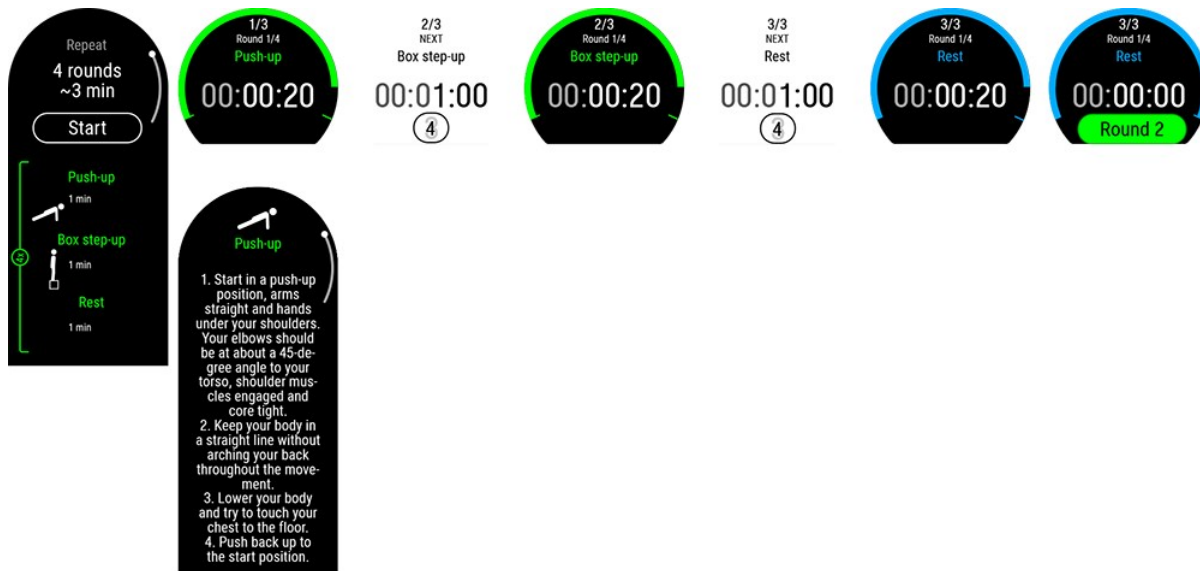 Repeat
4 rounds
~3 min
Start
Push-up
1 min
4x
Box step-up
1 min
Rest
1 min
1/3
Round 1/4
Push-up
00:00:20
2/3
NEXT
Box step-up
00:01:00
4
2/3
Round 1/4
Box step-up
00:00:20
3/3
NEXT
Rest
00:01:00
4
3/3
Round 1/4
Rest
00:00:20
3/3
Round 1/4
Rest
00:00:00
Round 2
Push-up
1. Start in a push-up
position, arms
straight and hands
under your shoulders.
Your elbows should
be at about a 45-de-
gree angle to your
torso, shoulder mus-
cles engaged and
core tight.
2. Keep your body in
a straight line without
arching your back
throughout the move-
ment.
3. Lower your body
and try to touch your
chest to the floor.
4. Push back up to
the start position.